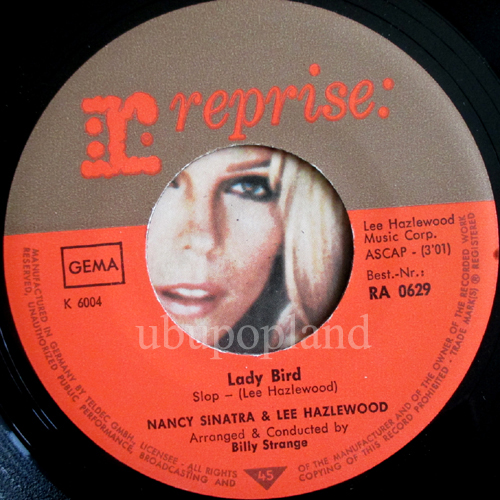 r: reprise:
GEMA
K 6004
Lee Hazlewood
Music Corp.
ASCAP - (3'01)
Best.-Nr.:
RA 0629
ubupopland
Lady Bird
Slop – (Lee Hazlewood)
NANCY SINATRA & LEE HAZLEWOOD
Arranged & Conducted by
Billy Strange
45
MANUFACTURED IN GERMANY BY TELDEC GMBH. LICENSEE - ALL RIGHTS
RESERVED. UNAUTHORIZED PUBLIC PERFORMANCE, BROADCASTING AND
OF THE MANUFACTURER AND OF THE OWNER OF THE RECORDED WORK
COPYING OF THIS RECORD PROHIBITED - TRADE MARK(S) ® REGISTERED